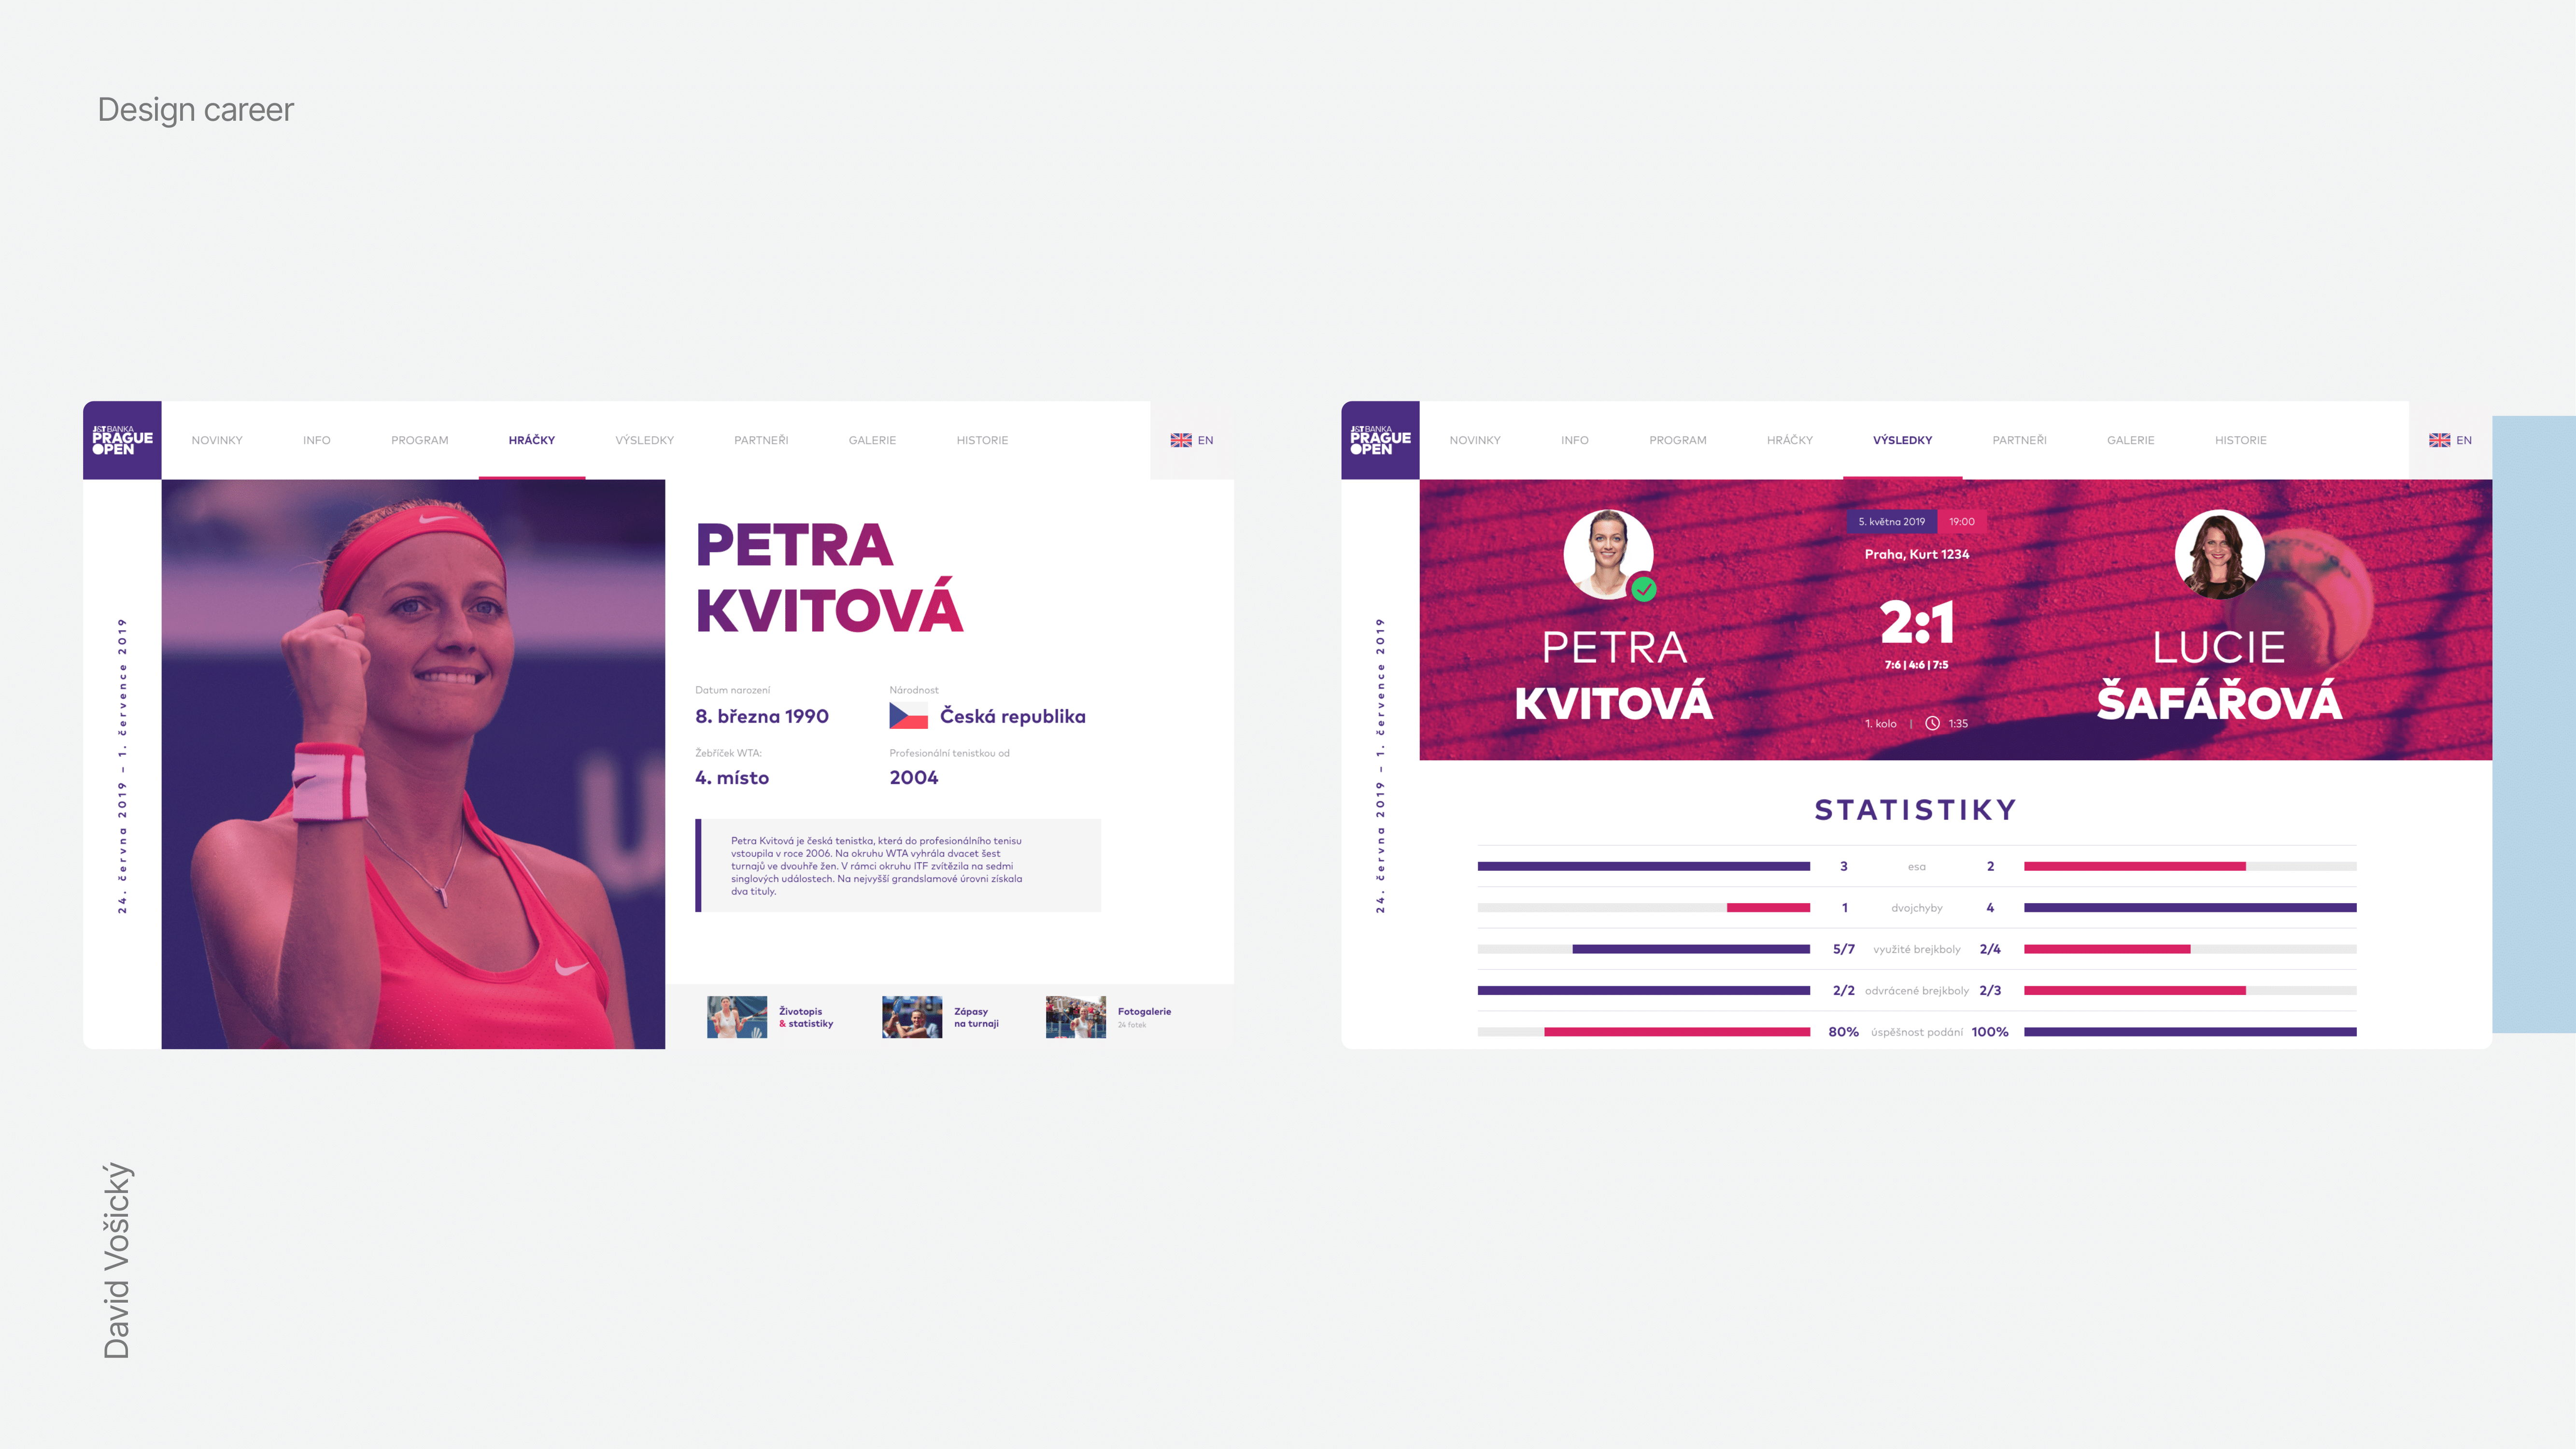 Design career
J&T BANKA
PRAGUE
OPEN
NOVINKY
INFO
PROGRAM
HRÁČKY
VÝSLEDKY
PARTNEŘI
GALERIE
HISTORIE
EN
24. června 2019 – 1. července 2019
PETRA
KVITOVÁ
Datum narození
Národnost
8. března 1990
Česká republika
Žebříček WTA:
Profesionální tenistkou od
4. místo
2004
Petra Kvitová je česká tenistka, která do profesionálního tenisu
vstoupila v roce 2006. Na okruhu WTA vyhrála dvacet šest
turnajů ve dvouhře žen. V rámci okruhu ITF zvítězila na sedmi
singlových událostech. Na nejvyšší grandslamové úrovni získala
dva tituly.
Životopis
& statistiky
Zápasy
na turnaji
Fotogalerie
24 fotek
J&T BANKA
PRAGUE
OPEN
NOVINKY
INFO
PROGRAM
HRÁČKY
VÝSLEDKY
PARTNEŘI
GALERIE
HISTORIE
EN
24. června 2019 – 1. července 2019
5. května 2019 19:00
Praha, Kurt 1234
2:1
7:6 | 4:6 | 7:5
1. kolo | 1:35
PETRA
KVITOVÁ
LUCIE
ŠAFÁŘOVÁ
STATISTIKY
3 esa 2
1 dvojchyby 4
5/7 využité brejkboly 2/4
2/2 odvrácené brejkboly 2/3
80% úspěšnost podání 100%
David Vošický